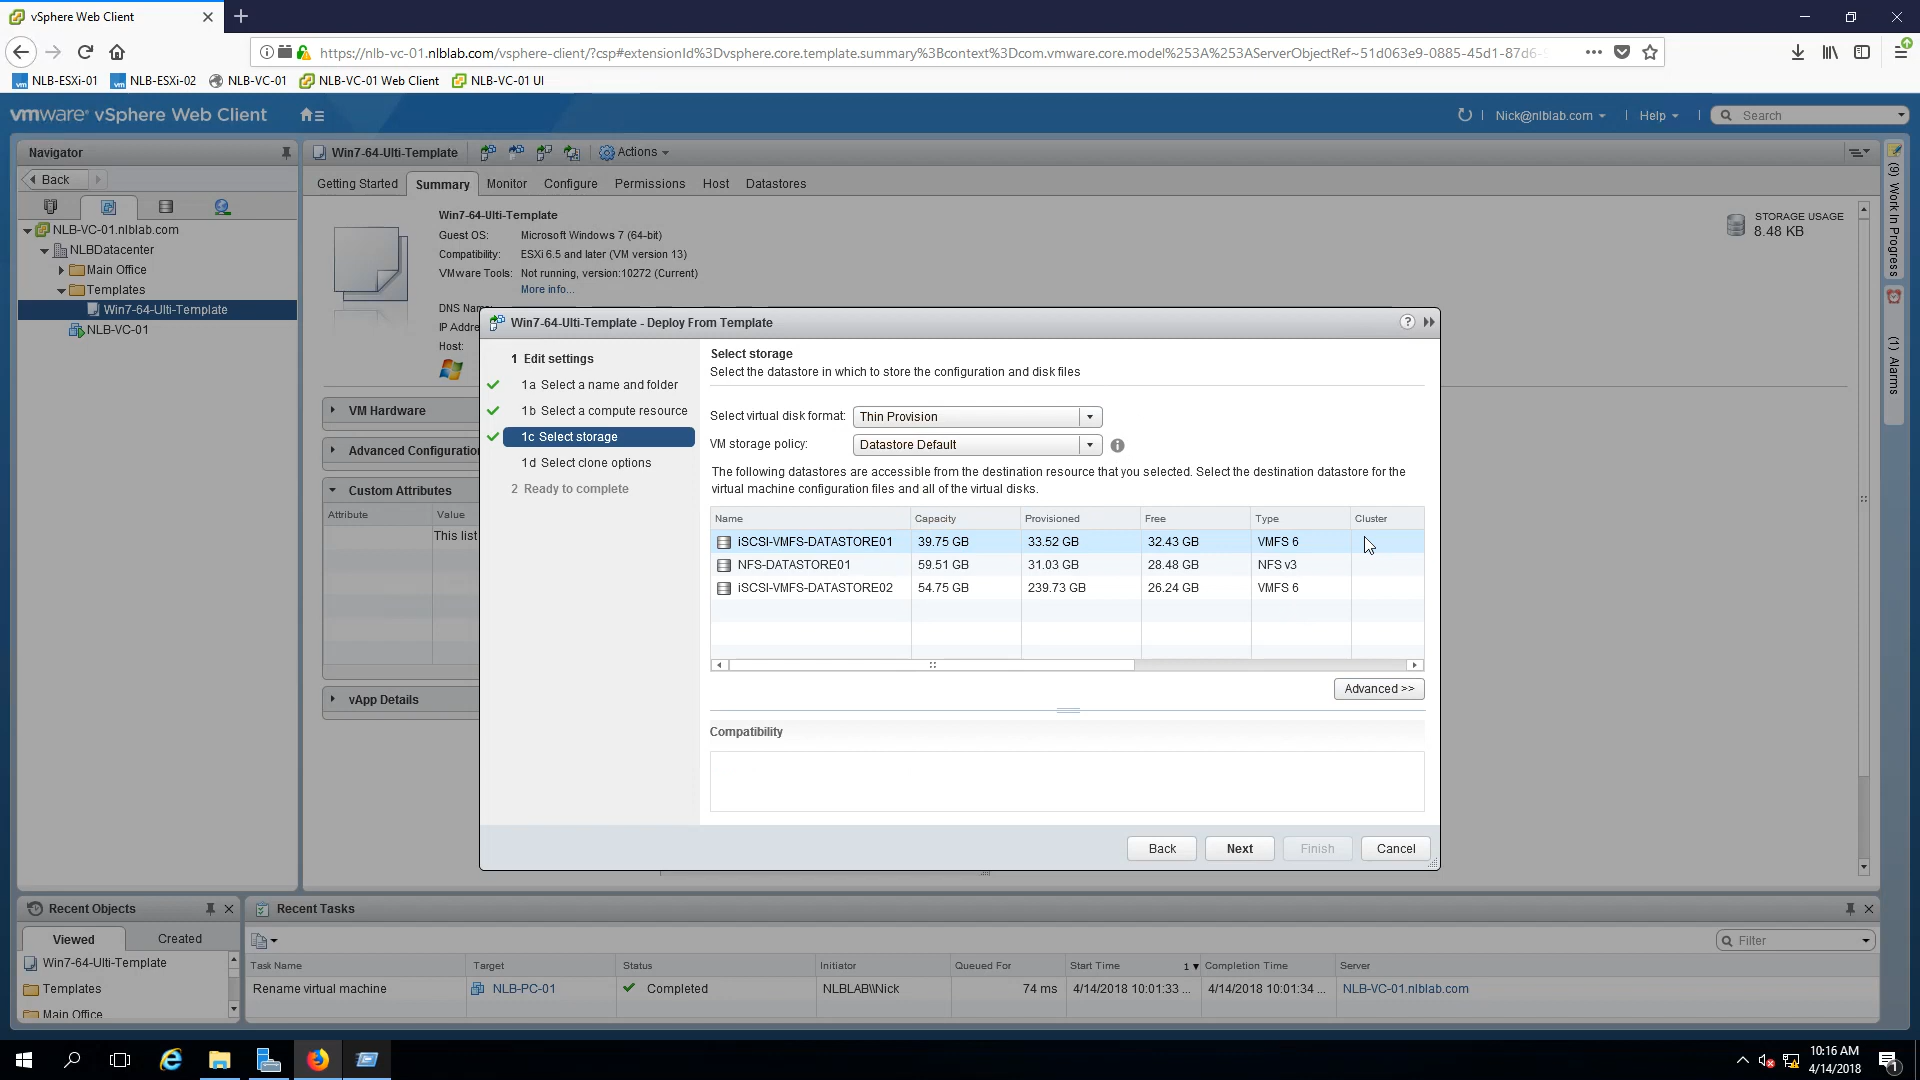 vSphere Web Client
https://nlb-vc-01.nlblab.com/vsphere-client/?csp#extensionId%3Dvsphere.core.template.summary%3Bcontext%3Dcom.vmware.core.model%253A%253AServerObjectRef~51d063e9-0885-45d1-87d6-
NLB-ESXi-01 NLB-ESXi-02 NLB-VC-01 NLB-VC-01 Web Client NLB-VC-01 UI
vmware® vSphere Web Client
Nick@nlblab.com
Help
Search
Navigator
Back
NLB-VC-01.nlblab.com
NLBDatacenter
Main Office
Templates
Win7-64-Ulti-Template
NLB-VC-01
Win7-64-Ulti-Template
Actions
Getting Started Summary Monitor Configure Permissions Host Datastores
Win7-64-Ulti-Template
Guest OS: Microsoft Windows 7 (64-bit)
Compatibility: ESXi 6.5 and later (VM version 13)
VMware Tools: Not running, version:10272 (Current)
More info...
DNS Nam
IP Addre
Host:
STORAGE USAGE
8.48 KB
VM Hardware
Advanced Configuratio
Custom Attributes
Attribute Value
This list
vApp Details
(9) Work In Progress
(1) Alarms
Win7-64-Ulti-Template - Deploy From Template
1 Edit settings
1a Select a name and folder
1b Select a compute resource
1c Select storage
1d Select clone options
2 Ready to complete
Select storage
Select the datastore in which to store the configuration and disk files
Select virtual disk format: Thin Provision
VM storage policy: Datastore Default
The following datastores are accessible from the destination resource that you selected. Select the destination datastore for the
virtual machine configuration files and all of the virtual disks.
Name Capacity Provisioned Free Type Cluster
iSCSI-VMFS-DATASTORE01 39.75 GB 33.52 GB 32.43 GB VMFS 6
NFS-DATASTORE01 59.51 GB 31.03 GB 28.48 GB NFS v3
iSCSI-VMFS-DATASTORE02 54.75 GB 239.73 GB 26.24 GB VMFS 6
Advanced >>
Compatibility
Back Next Finish Cancel
Recent Objects
Viewed Created
Win7-64-Ulti-Template
Templates
Main Office
Recent Tasks
Filter
Task Name Target Status Initiator Queued For Start Time 1 Completion Time Server
Rename virtual machine NLB-PC-01 Completed NLBLAB\\Nick 74 ms 4/14/2018 10:01:33 ... 4/14/2018 10:01:34 ... NLB-VC-01.nlblab.com
10:16 AM
4/14/2018
1